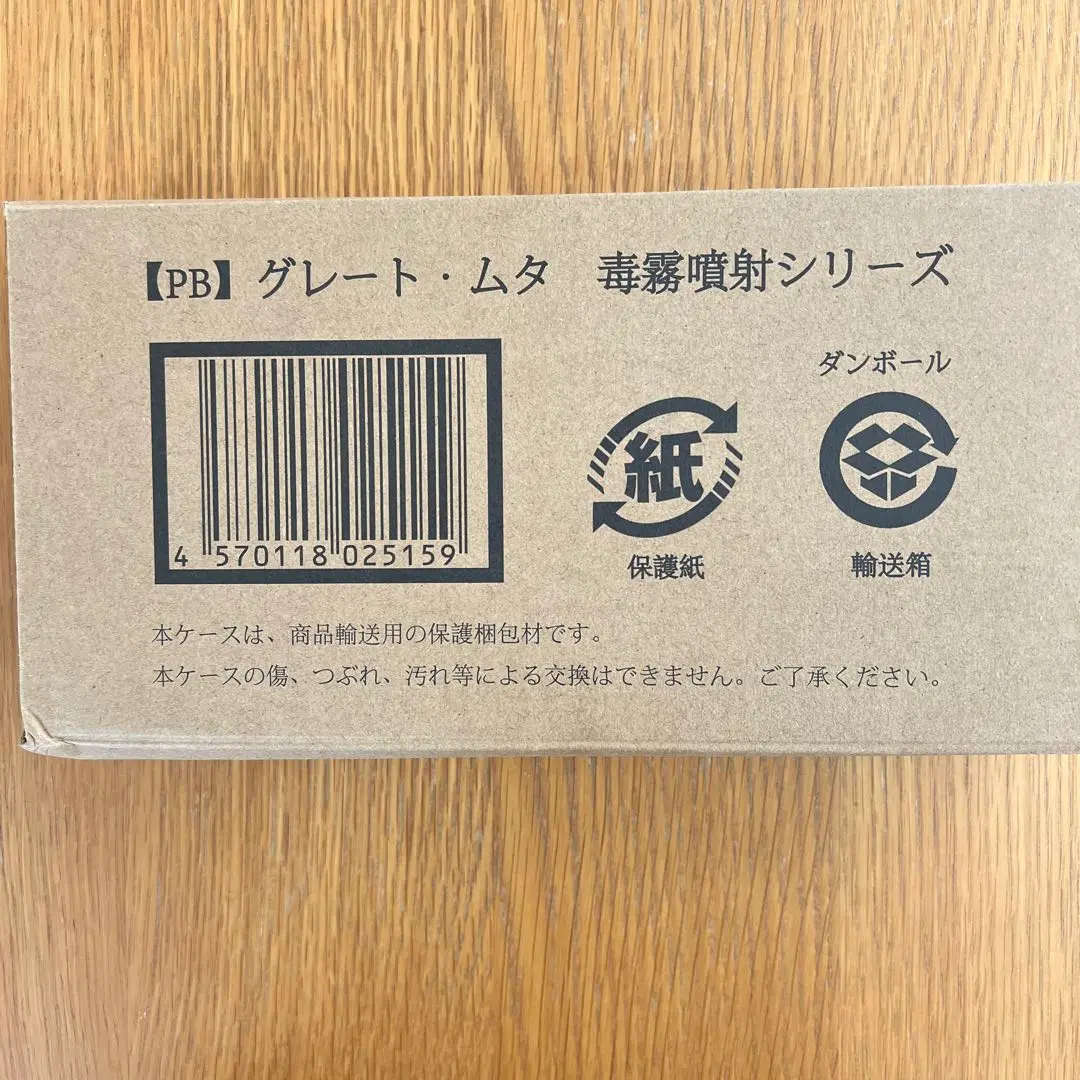 【PB】グレート・ムタ　毒霧噴射シリーズ
4 570118 025159
紙
保護紙
ダンボール
輸送箱
本ケースは、商品輸送用の保護梱包材です。
本ケースの傷、つぶれ、汚れ等による交換はできません。ご了承ください。